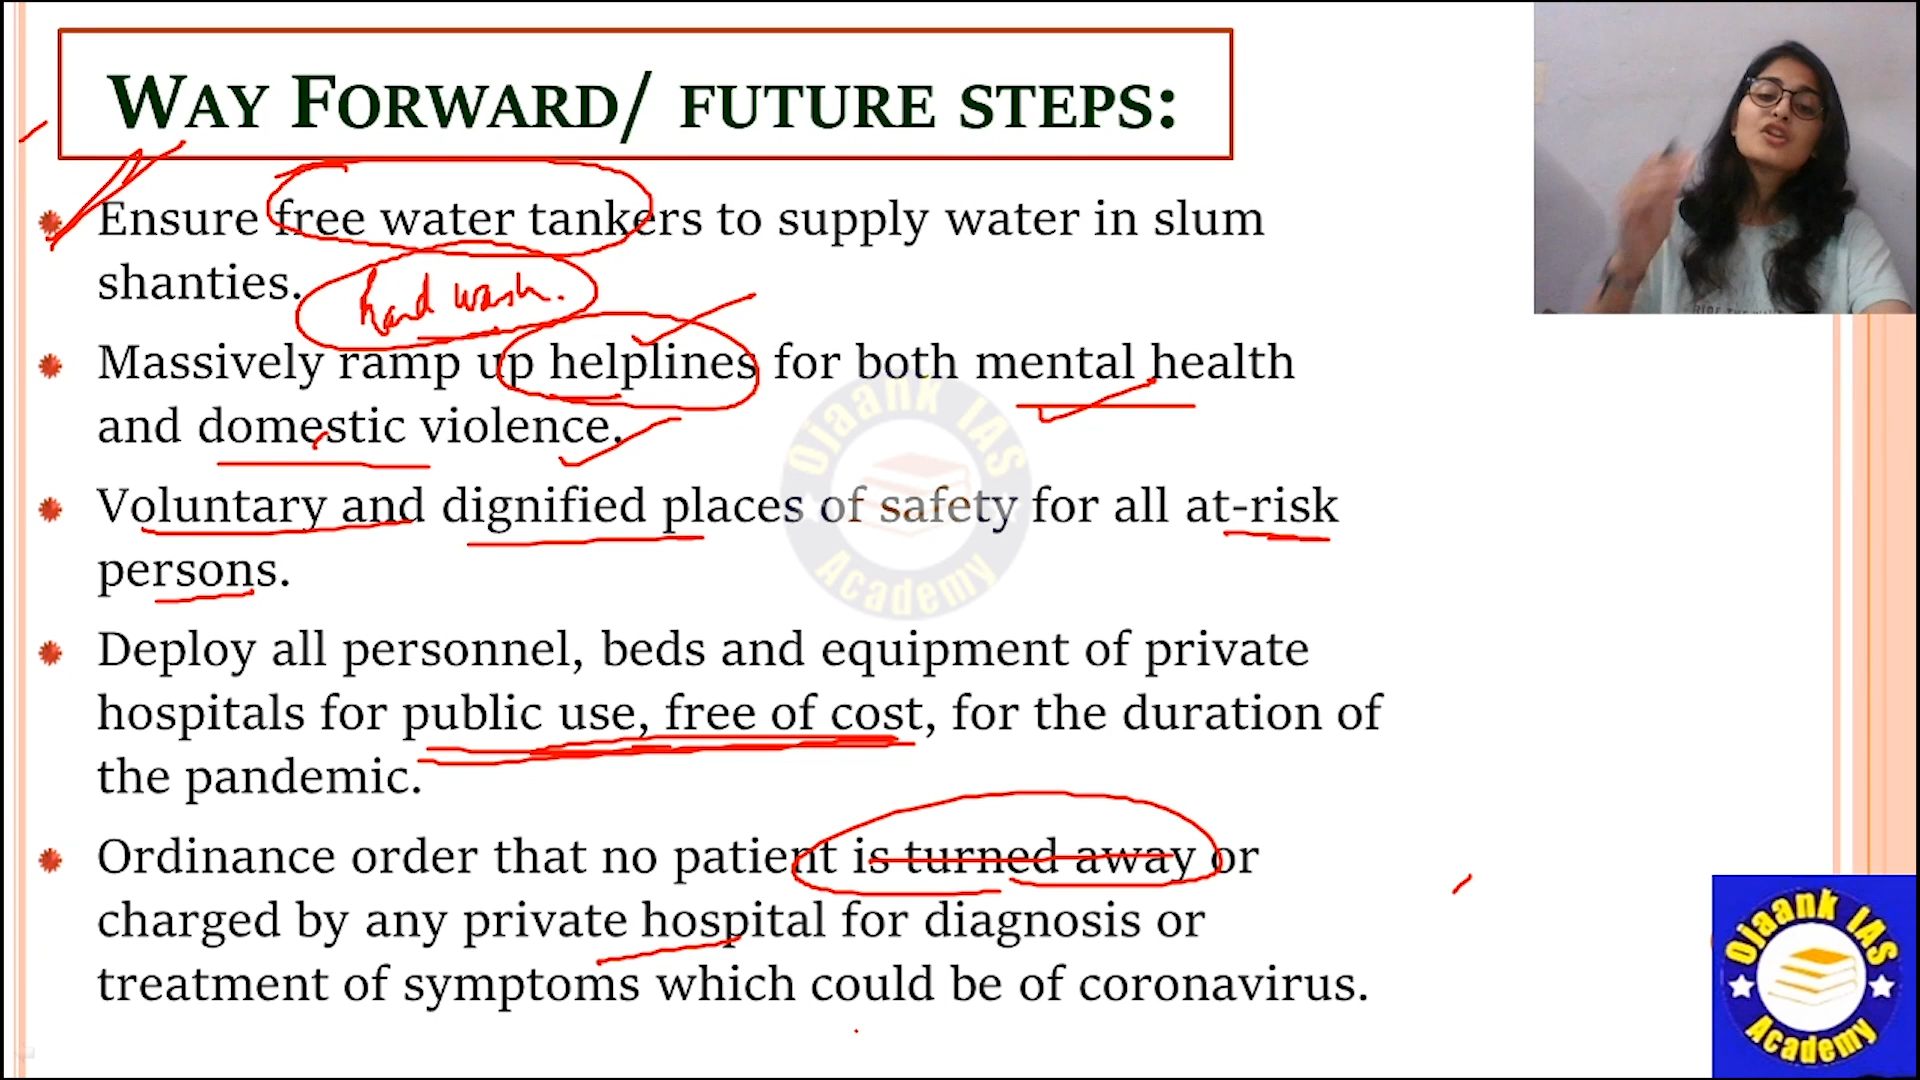 WAY FORWARD/ FUTURE STEPS:
Ensure free water tankers to supply water in slum
shanties.
hand wash.
Massively ramp up helplines for both mental health
and domestic violence.
Voluntary and dignified places of safety for all at-risk
persons.
Deploy all personnel, beds and equipment of private
hospitals for public use, free of cost, for the duration of
the pandemic.
Ordinance order that no patient is turned away or
charged by any private hospital for diagnosis or
treatment of symptoms which could be of coronavirus.
Ojaank IAS
Academy
Ojaank IAS
Academy